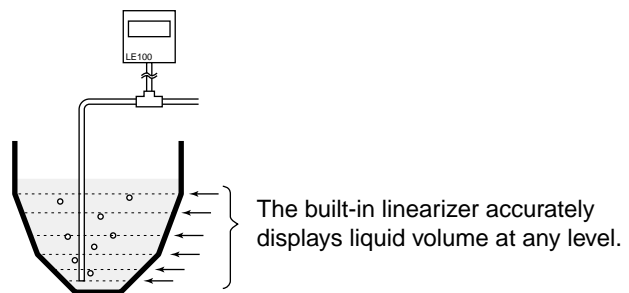 LE100
The built-in linearizer accurately
displays liquid volume at any level.